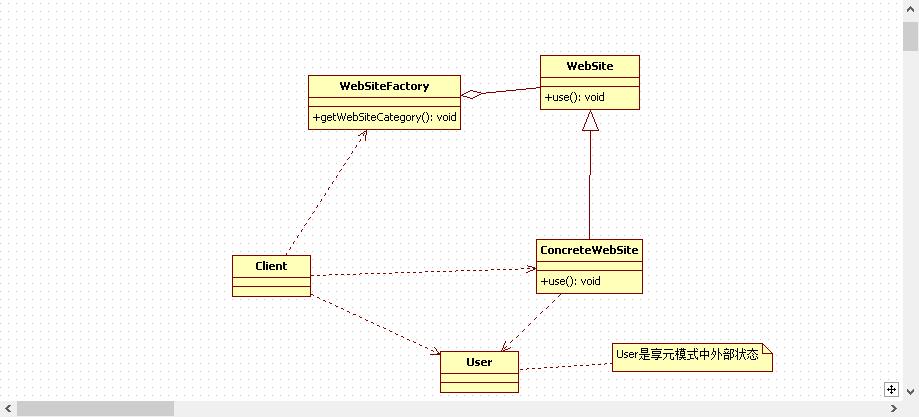 WebSite
+use(): void
WebSiteFactory
+getWebSiteCategory(): void
Client
ConcreteWebSite
+use(): void
User
User是享元模式中外部状态